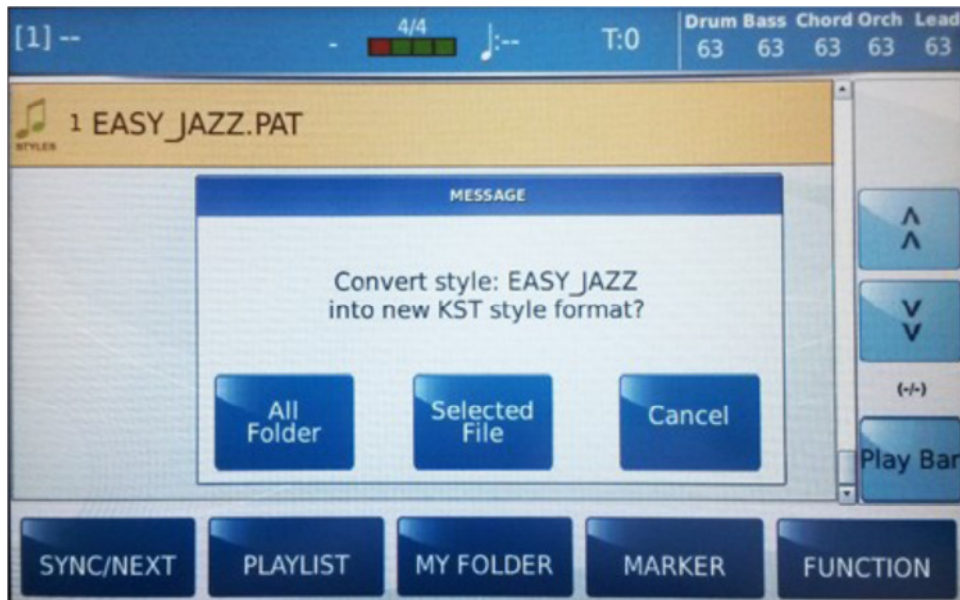 [1] --
-
4/4
♩:--
T:0
Drum Bass Chord Orch Lead
63 63 63 63 63
STYLES
1 EASY_JAZZ.PAT
MESSAGE
Convert style: EASY_JAZZ
into new KST style format?
All
Folder
Selected
File
Cancel
(-/-)
Play Bar
SYNC/NEXT
PLAYLIST
MY FOLDER
MARKER
FUNCTION